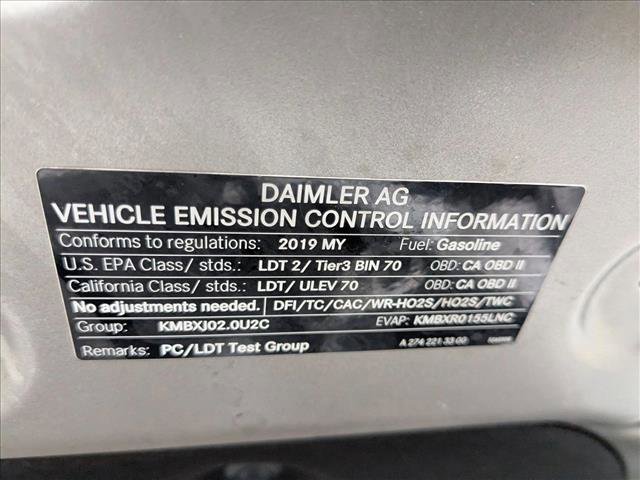 DAIMLER AG
VEHICLE EMISSION CONTROL INFORMATION
Conforms to regulations: 2019 MY Fuel: Gasoline
U.S. EPA Class/ stds.: LDT 2/ Tier3 BIN 70 OBD: CA OBD II
California Class/ stds.: LDT/ ULEV 70 OBD: CA OBD II
No adjustments needed. DFI/TC/CAC/WR-HO2S/HO2S/TWC
Group: KMBXJ02.0U2C EVAP: KMBXR0155LNC
Remarks: PC/LDT Test Group A 274 221 33 00